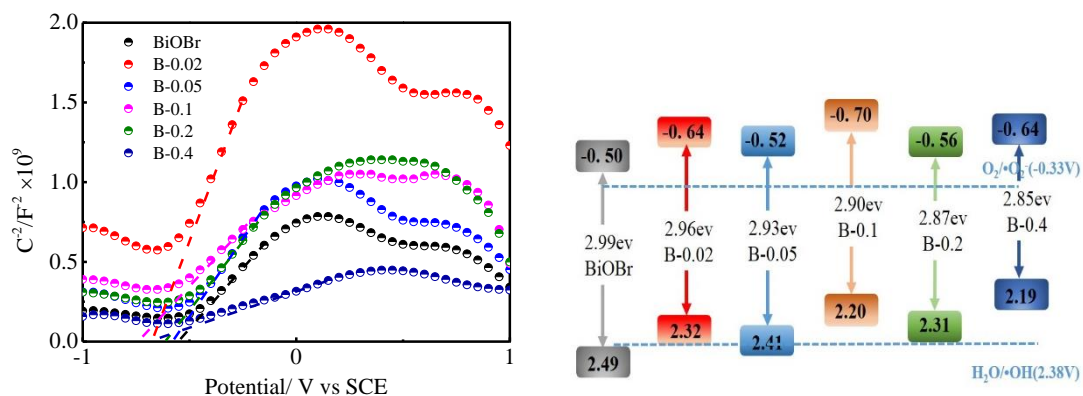 2.0
1.5
1.0
0.5
0.0
-1
0
1
C⁻²/F⁻² ×10⁹
Potential/ V vs SCE
BiOBr
B-0.02
B-0.05
B-0.1
B-0.2
B-0.4
-0. 50
-0. 64
-0. 52
-0. 70
-0. 56
-0. 64
O₂/•O₂⁻(-0.33V)
2.99ev
BiOBr
2.96ev
B-0.02
2.93ev
B-0.05
2.90ev
B-0.1
2.87ev
B-0.2
2.85ev
B-0.4
2.49
2.32
2.41
2.20
2.31
2.19
H₂O/•OH(2.38V)